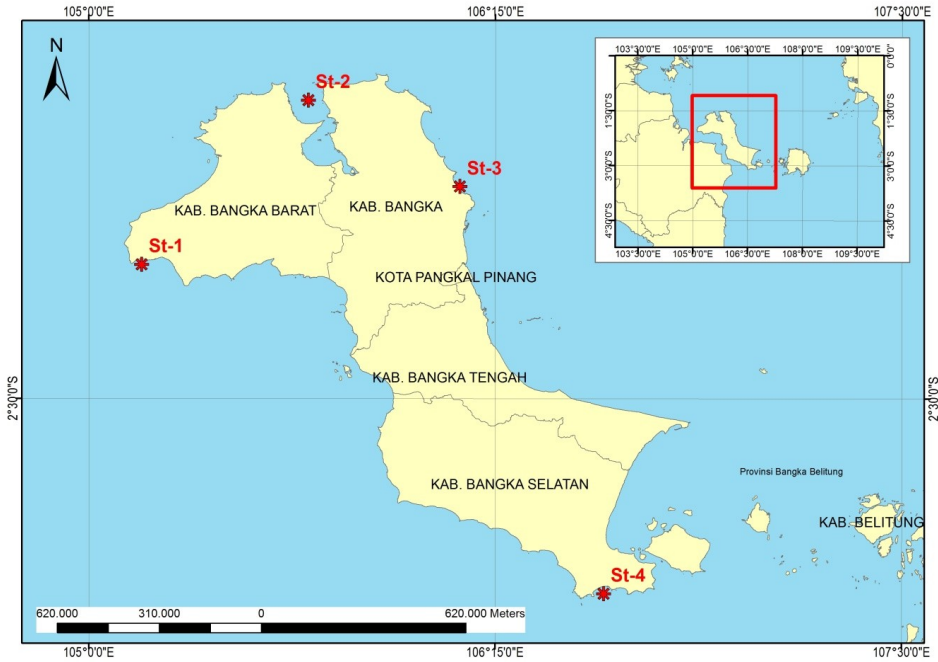 105°0'0"E
106°15'0"E
107°30'0"E
N
St-2
103°30'0"E
105°0'0"E
106°30'0"E
108°0'0"E
109°30'0"E
0°0'0"
0°0'0"
1°30'0"S
1°30'0"S
3°0'0"S
3°0'0"S
4°30'0"S
4°30'0"S
103°30'0"E
105°0'0"E
106°30'0"E
108°0'0"E
109°30'0"E
St-3
KAB. BANGKA BARAT
KAB. BANGKA
St-1
KOTA PANGKAL PINANG
KAB. BANGKA TENGAH
2°30'0"S
2°30'0"S
KAB. BANGKA SELATAN
Provinsi Bangka Belitung
KAB. BELITUNG
St-4
620.000 310.000 0 620.000 Meters
105°0'0"E
106°15'0"E
107°30'0"E